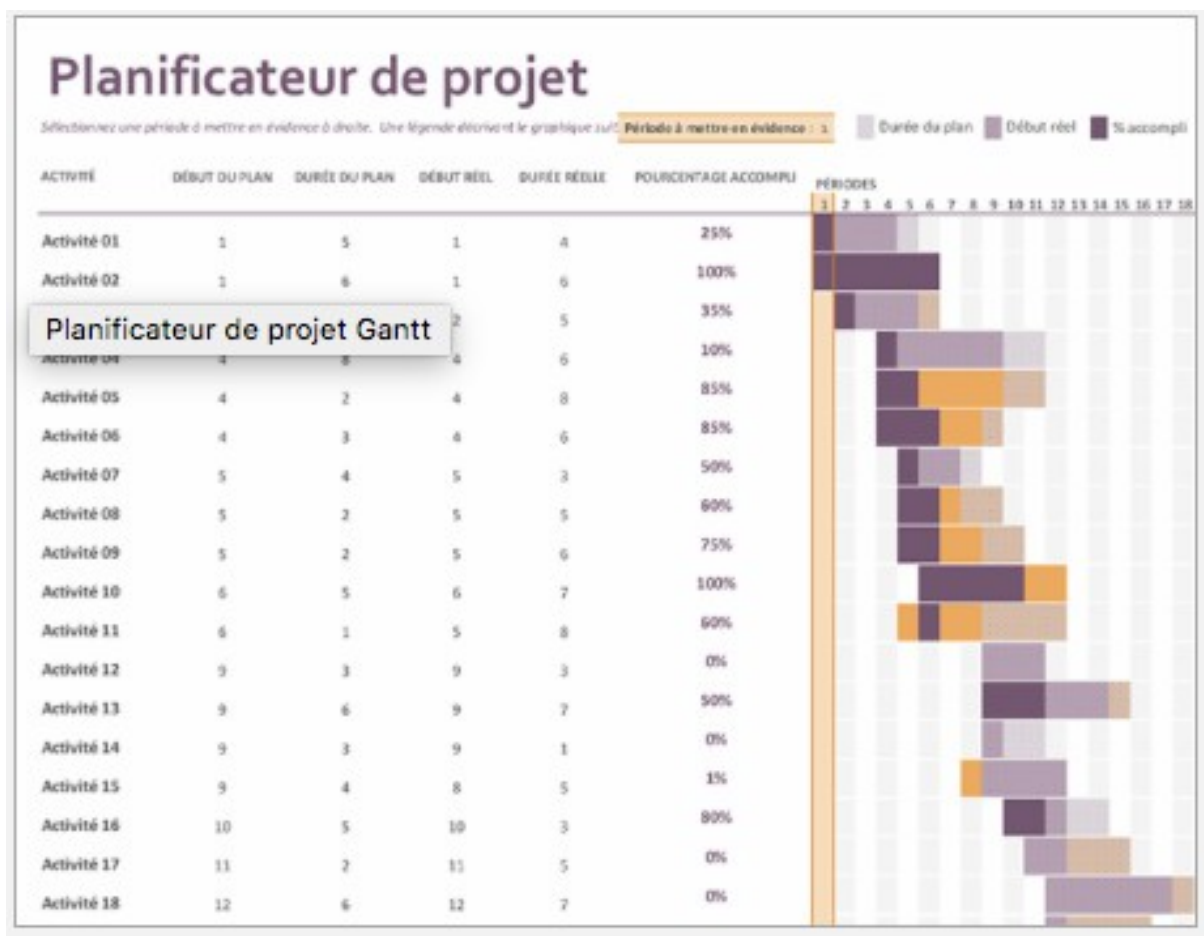 Planificateur de projet
Sélectionnez une période à mettre en évidence à droite. Une légende décrivant le graphique suit. Période à mettre en évidence : 1 Durée du plan Début réel % accompli
ACTIVITÉ DÉBUT DU PLAN DURÉE DU PLAN DÉBUT RÉEL DURÉE RÉELLE POURCENTAGE ACCOMPLI PÉRIODES
1 2 3 4 5 6 7 8 9 10 11 12 13 14 15 16 17 18
Activité 01 1 5 1 4 25%
Activité 02 1 6 1 6 100%
Planificateur de projet Gantt 5 35%
Activité 04 4 8 4 6 10%
Activité 05 4 2 4 8 85%
Activité 06 4 3 4 6 85%
Activité 07 5 4 5 3 50%
Activité 08 5 2 5 5 60%
Activité 09 5 2 5 6 75%
Activité 10 6 5 6 7 100%
Activité 11 6 1 5 8 60%
Activité 12 9 3 9 3 0%
Activité 13 9 6 9 7 50%
Activité 14 9 3 9 1 0%
Activité 15 9 4 8 5 1%
Activité 16 10 5 10 3 80%
Activité 17 11 2 11 5 0%
Activité 18 12 6 12 7 0%